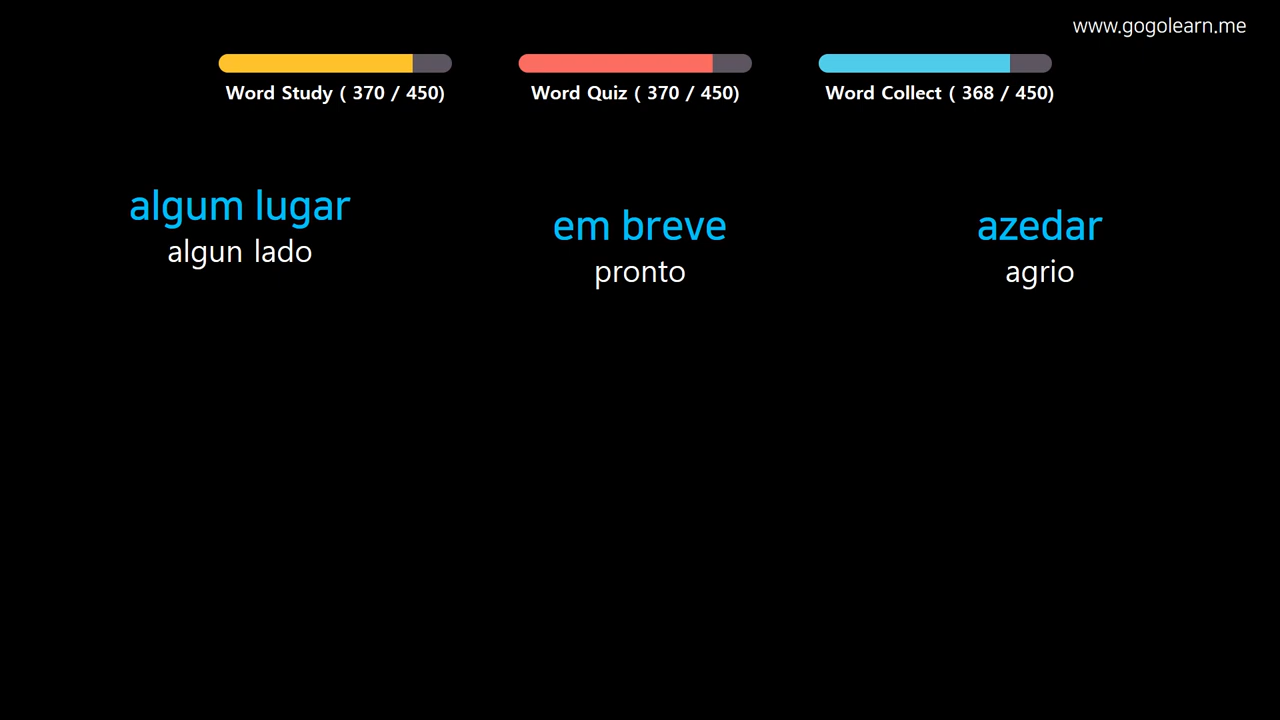 www.gogolearn.me
Word Study ( 370 / 450)
Word Quiz ( 370 / 450)
Word Collect ( 368 / 450)
algum lugar
algun lado
em breve
pronto
azedar
agrio